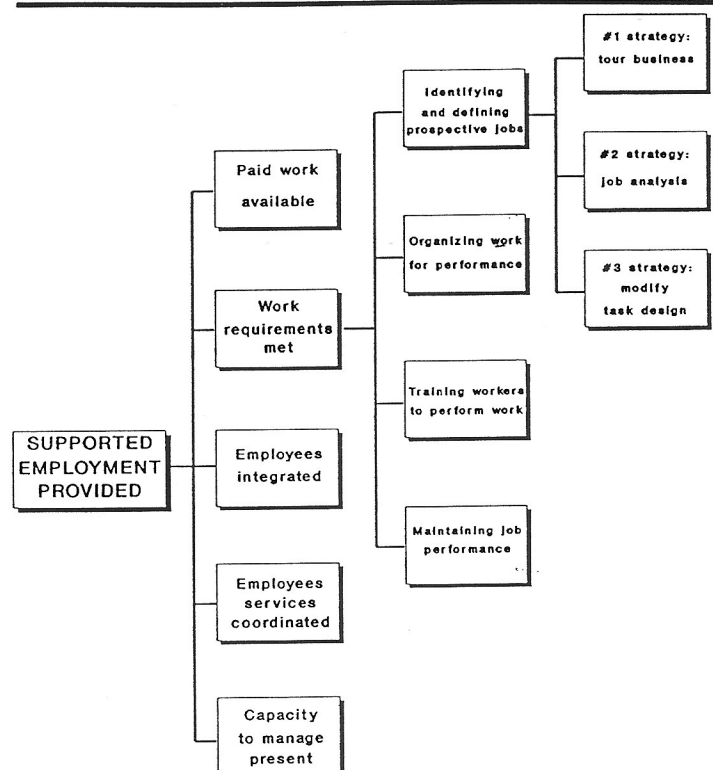 SUPPORTED
EMPLOYMENT
PROVIDED
Paid work
available
Work
requirements
met
Employees
integrated
Employees
services
coordinated
Capacity
to manage
present
Identifying
and defining
prospective jobs
Organizing work
for performance
Training workers
to perform work
Maintaining job
performance
#1 strategy:
tour business
#2 strategy:
job analysis
#3 strategy:
modify
task design